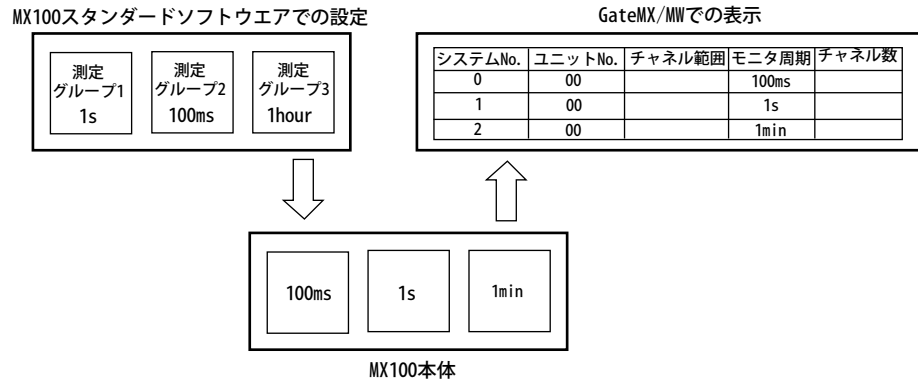 MX100スタンダードソフトウエアでの設定
測定
グループ1
1s
測定
グループ2
100ms
測定
グループ3
1hour
GateMX/MWでの表示
システムNo. ユニットNo. チャネル範囲 モニタ周期 チャネル数
0 00 100ms
1 00 1s
2 00 1min
100ms
1s
1min
MX100本体